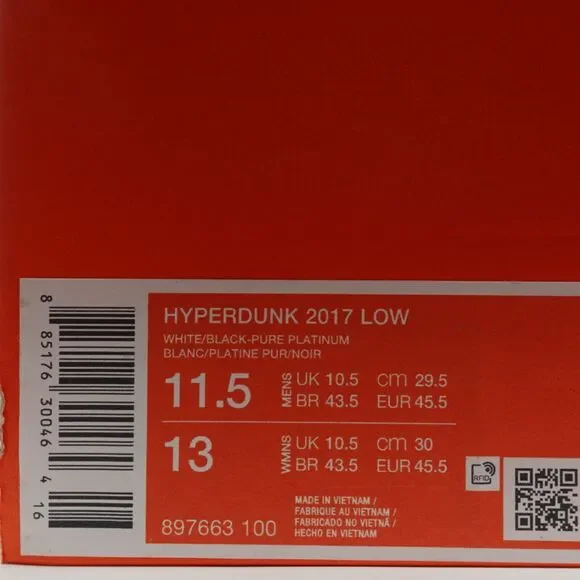 HYPERDUNK 2017 LOW
WHITE/BLACK-PURE PLATINUM
BLANC/PLATINE PUR/NOIR
11.5 MENS UK 10.5 CM 29.5
BR 43.5 EUR 45.5
13 WMNS UK 10.5 CM 30
BR 43.5 EUR 45.5
RFID
MADE IN VIETNAM /
FABRIQUE AU VIETNAM /
FABRICADO NO VIETNÃ /
HECHO EN VIETNAM
897663 100
8 85176 30046 4 16